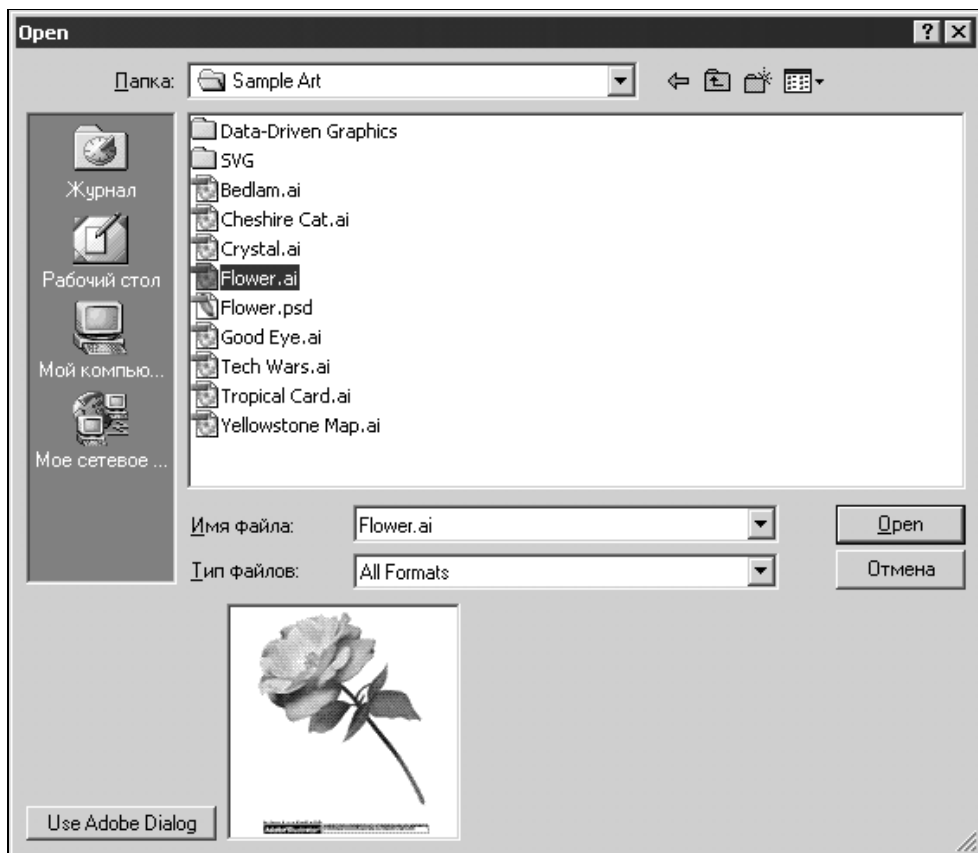 Open
Папка: Sample Art
Журнал
Рабочий стол
Мой компью...
Мое сетевое ...
Data-Driven Graphics
SVG
Bedlam.ai
Cheshire Cat.ai
Crystal.ai
Flower.ai
Flower.psd
Good Eye.ai
Tech Wars.ai
Tropical Card.ai
Yellowstone Map.ai
Имя файла: Flower.ai Open
Тип файлов: All Formats Отмена
Use Adobe Dialog